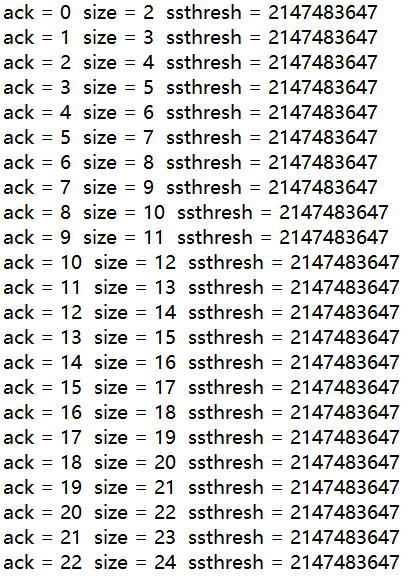 ack = 0 size = 2 ssthresh = 2147483647
ack = 1 size = 3 ssthresh = 2147483647
ack = 2 size = 4 ssthresh = 2147483647
ack = 3 size = 5 ssthresh = 2147483647
ack = 4 size = 6 ssthresh = 2147483647
ack = 5 size = 7 ssthresh = 2147483647
ack = 6 size = 8 ssthresh = 2147483647
ack = 7 size = 9 ssthresh = 2147483647
ack = 8 size = 10 ssthresh = 2147483647
ack = 9 size = 11 ssthresh = 2147483647
ack = 10 size = 12 ssthresh = 2147483647
ack = 11 size = 13 ssthresh = 2147483647
ack = 12 size = 14 ssthresh = 2147483647
ack = 13 size = 15 ssthresh = 2147483647
ack = 14 size = 16 ssthresh = 2147483647
ack = 15 size = 17 ssthresh = 2147483647
ack = 16 size = 18 ssthresh = 2147483647
ack = 17 size = 19 ssthresh = 2147483647
ack = 18 size = 20 ssthresh = 2147483647
ack = 19 size = 21 ssthresh = 2147483647
ack = 20 size = 22 ssthresh = 2147483647
ack = 21 size = 23 ssthresh = 2147483647
ack = 22 size = 24 ssthresh = 2147483647